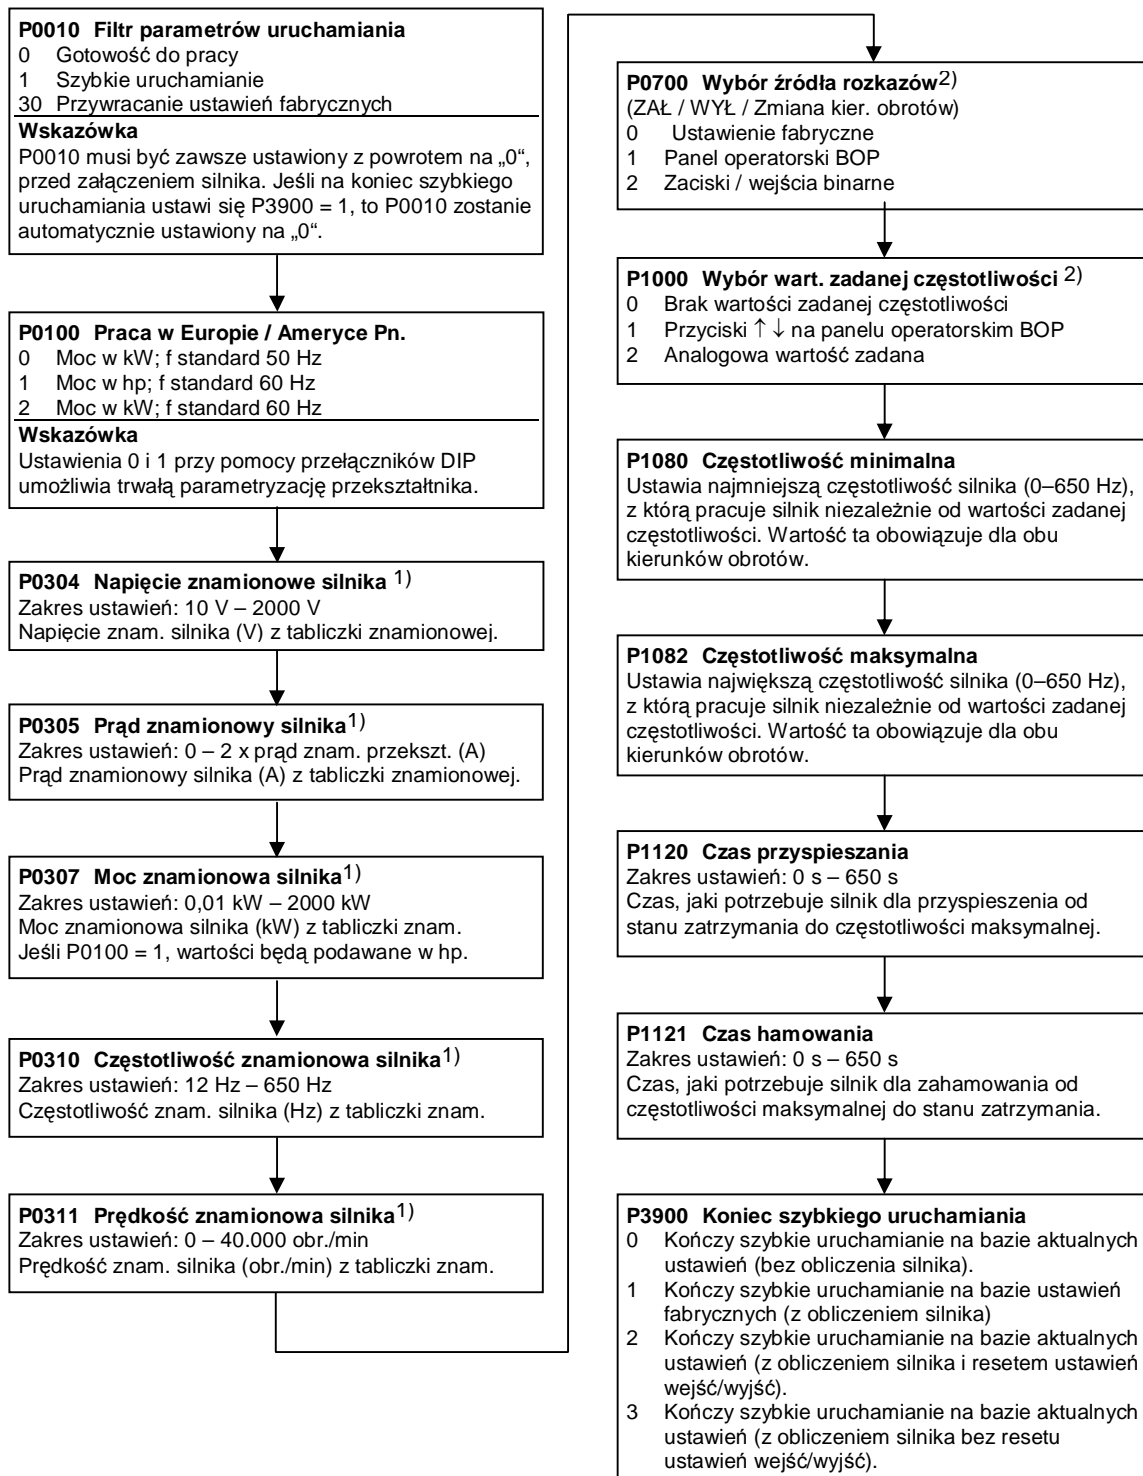 P0010 Filtr parametrów uruchamiania
0 Gotowość do pracy
1 Szybkie uruchamianie
30 Przywracanie ustawień fabrycznych
Wskazówka
P0010 musi być zawsze ustawiony z powrotem na „0“,
przed załączeniem silnika. Jeśli na koniec szybkiego
uruchamiania ustawi się P3900 = 1, to P0010 zostanie
automatycznie ustawiony na „0“.
P0100 Praca w Europie / Ameryce Pn.
0 Moc w kW; f standard 50 Hz
1 Moc w hp; f standard 60 Hz
2 Moc w kW; f standard 60 Hz
Wskazówka
Ustawienia 0 i 1 przy pomocy przełączników DIP
umożliwia trwałą parametryzację przekształtnika.
P0304 Napięcie znamionowe silnika 1)
Zakres ustawień: 10 V – 2000 V
Napięcie znam. silnika (V) z tabliczki znamionowej.
P0305 Prąd znamionowy silnika1)
Zakres ustawień: 0 – 2 x prąd znam. przekszt. (A)
Prąd znamionowy silnika (A) z tabliczki znamionowej.
P0307 Moc znamionowa silnika1)
Zakres ustawień: 0,01 kW – 2000 kW
Moc znamionowa silnika (kW) z tabliczki znam.
Jeśli P0100 = 1, wartości będą podawane w hp.
P0310 Częstotliwość znamionowa silnika1)
Zakres ustawień: 12 Hz – 650 Hz
Częstotliwość znam. silnika (Hz) z tabliczki znam.
P0311 Prędkość znamionowa silnika1)
Zakres ustawień: 0 – 40.000 obr./min
Prędkość znam. silnika (obr./min) z tabliczki znam.
P0700 Wybór źródła rozkazów2)
(ZAŁ / WYŁ / Zmiana kier. obrotów)
0 Ustawienie fabryczne
1 Panel operatorski BOP
2 Zaciski / wejścia binarne
P1000 Wybór wart. zadanej częstotliwości 2)
0 Brak wartości zadanej częstotliwości
1 Przyciski ↑ ↓ na panelu operatorskim BOP
2 Analogowa wartość zadana
P1080 Częstotliwość minimalna
Ustawia najmniejszą częstotliwość silnika (0–650 Hz),
z którą pracuje silnik niezależnie od wartości zadanej
częstotliwości. Wartość ta obowiązuje dla obu
kierunków obrotów.
P1082 Częstotliwość maksymalna
Ustawia największą częstotliwość silnika (0–650 Hz),
z którą pracuje silnik niezależnie od wartości zadanej
częstotliwości. Wartość ta obowiązuje dla obu
kierunków obrotów.
P1120 Czas przyspieszania
Zakres ustawień: 0 s – 650 s
Czas, jaki potrzebuje silnik dla przyspieszenia od
stanu zatrzymania do częstotliwości maksymalnej.
P1121 Czas hamowania
Zakres ustawień: 0 s – 650 s
Czas, jaki potrzebuje silnik dla zahamowania od
częstotliwości maksymalnej do stanu zatrzymania.
P3900 Koniec szybkiego uruchamiania
0 Kończy szybkie uruchamianie na bazie aktualnych
ustawień (bez obliczenia silnika).
1 Kończy szybkie uruchamianie na bazie ustawień
fabrycznych (z obliczeniem silnika)
2 Kończy szybkie uruchamianie na bazie aktualnych
ustawień (z obliczeniem silnika i resetem ustawień
wejść/wyjść).
3 Kończy szybkie uruchamianie na bazie aktualnych
ustawień (z obliczeniem silnika bez resetu
ustawień wejść/wyjść).